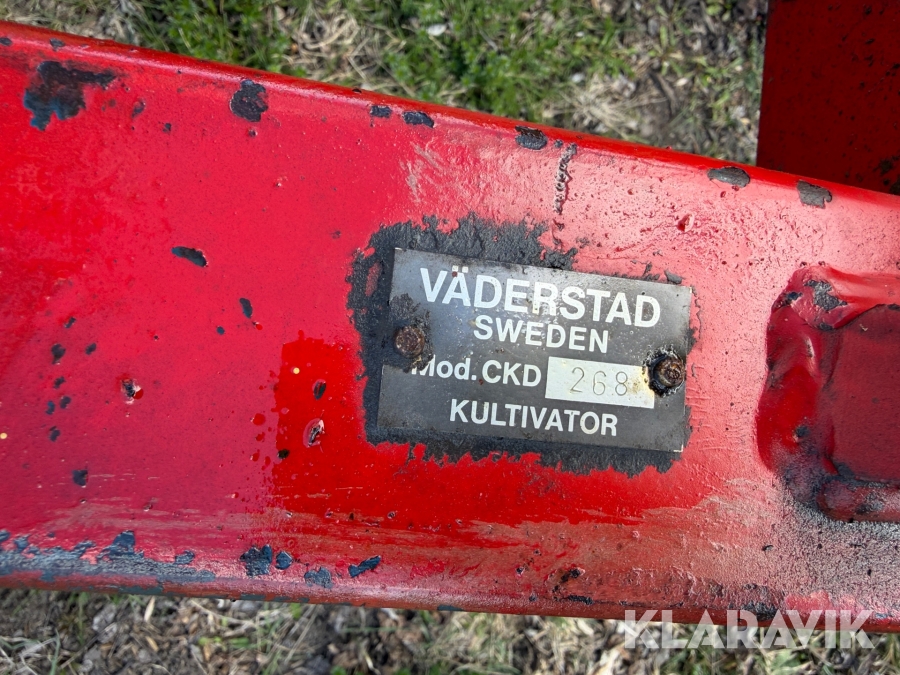 VÄDERSTAD
SWEDEN
Mod. CKD 268
KULTIVATOR
KLARAVIK